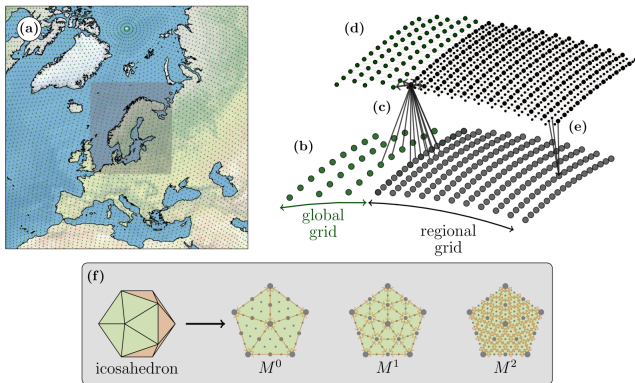 (a)
(d)
(c)
(b)
(e)
global
grid
regional
grid
(f)
icosahedron
M⁰
M¹
M²